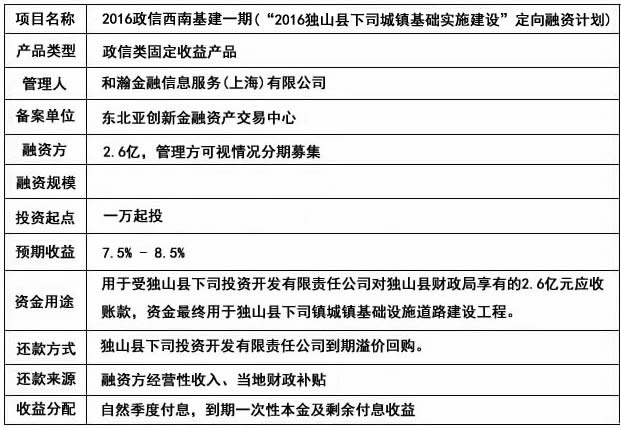 项目名称 2016政信西南基建一期(“2016独山县下司城镇基础实施建设”定向融资计划)
产品类型 政信类固定收益产品
管理人 和瀚金融信息服务(上海)有限公司
备案单位 东北亚创新金融资产交易中心
融资方 2.6亿，管理方可视情况分期募集
融资规模
投资起点 一万起投
预期收益 7.5% - 8.5%
资金用途 用于受独山县下司投资开发有限责任公司对独山县财政局享有的2.6亿元应收
账款，资金最终用于独山县下司镇城镇基础设施道路建设工程。
还款方式 独山县下司投资开发有限责任公司到期溢价回购。
还款来源 融资方经营性收入、当地财政补贴
收益分配 自然季度付息，到期一次性本金及剩余付息收益